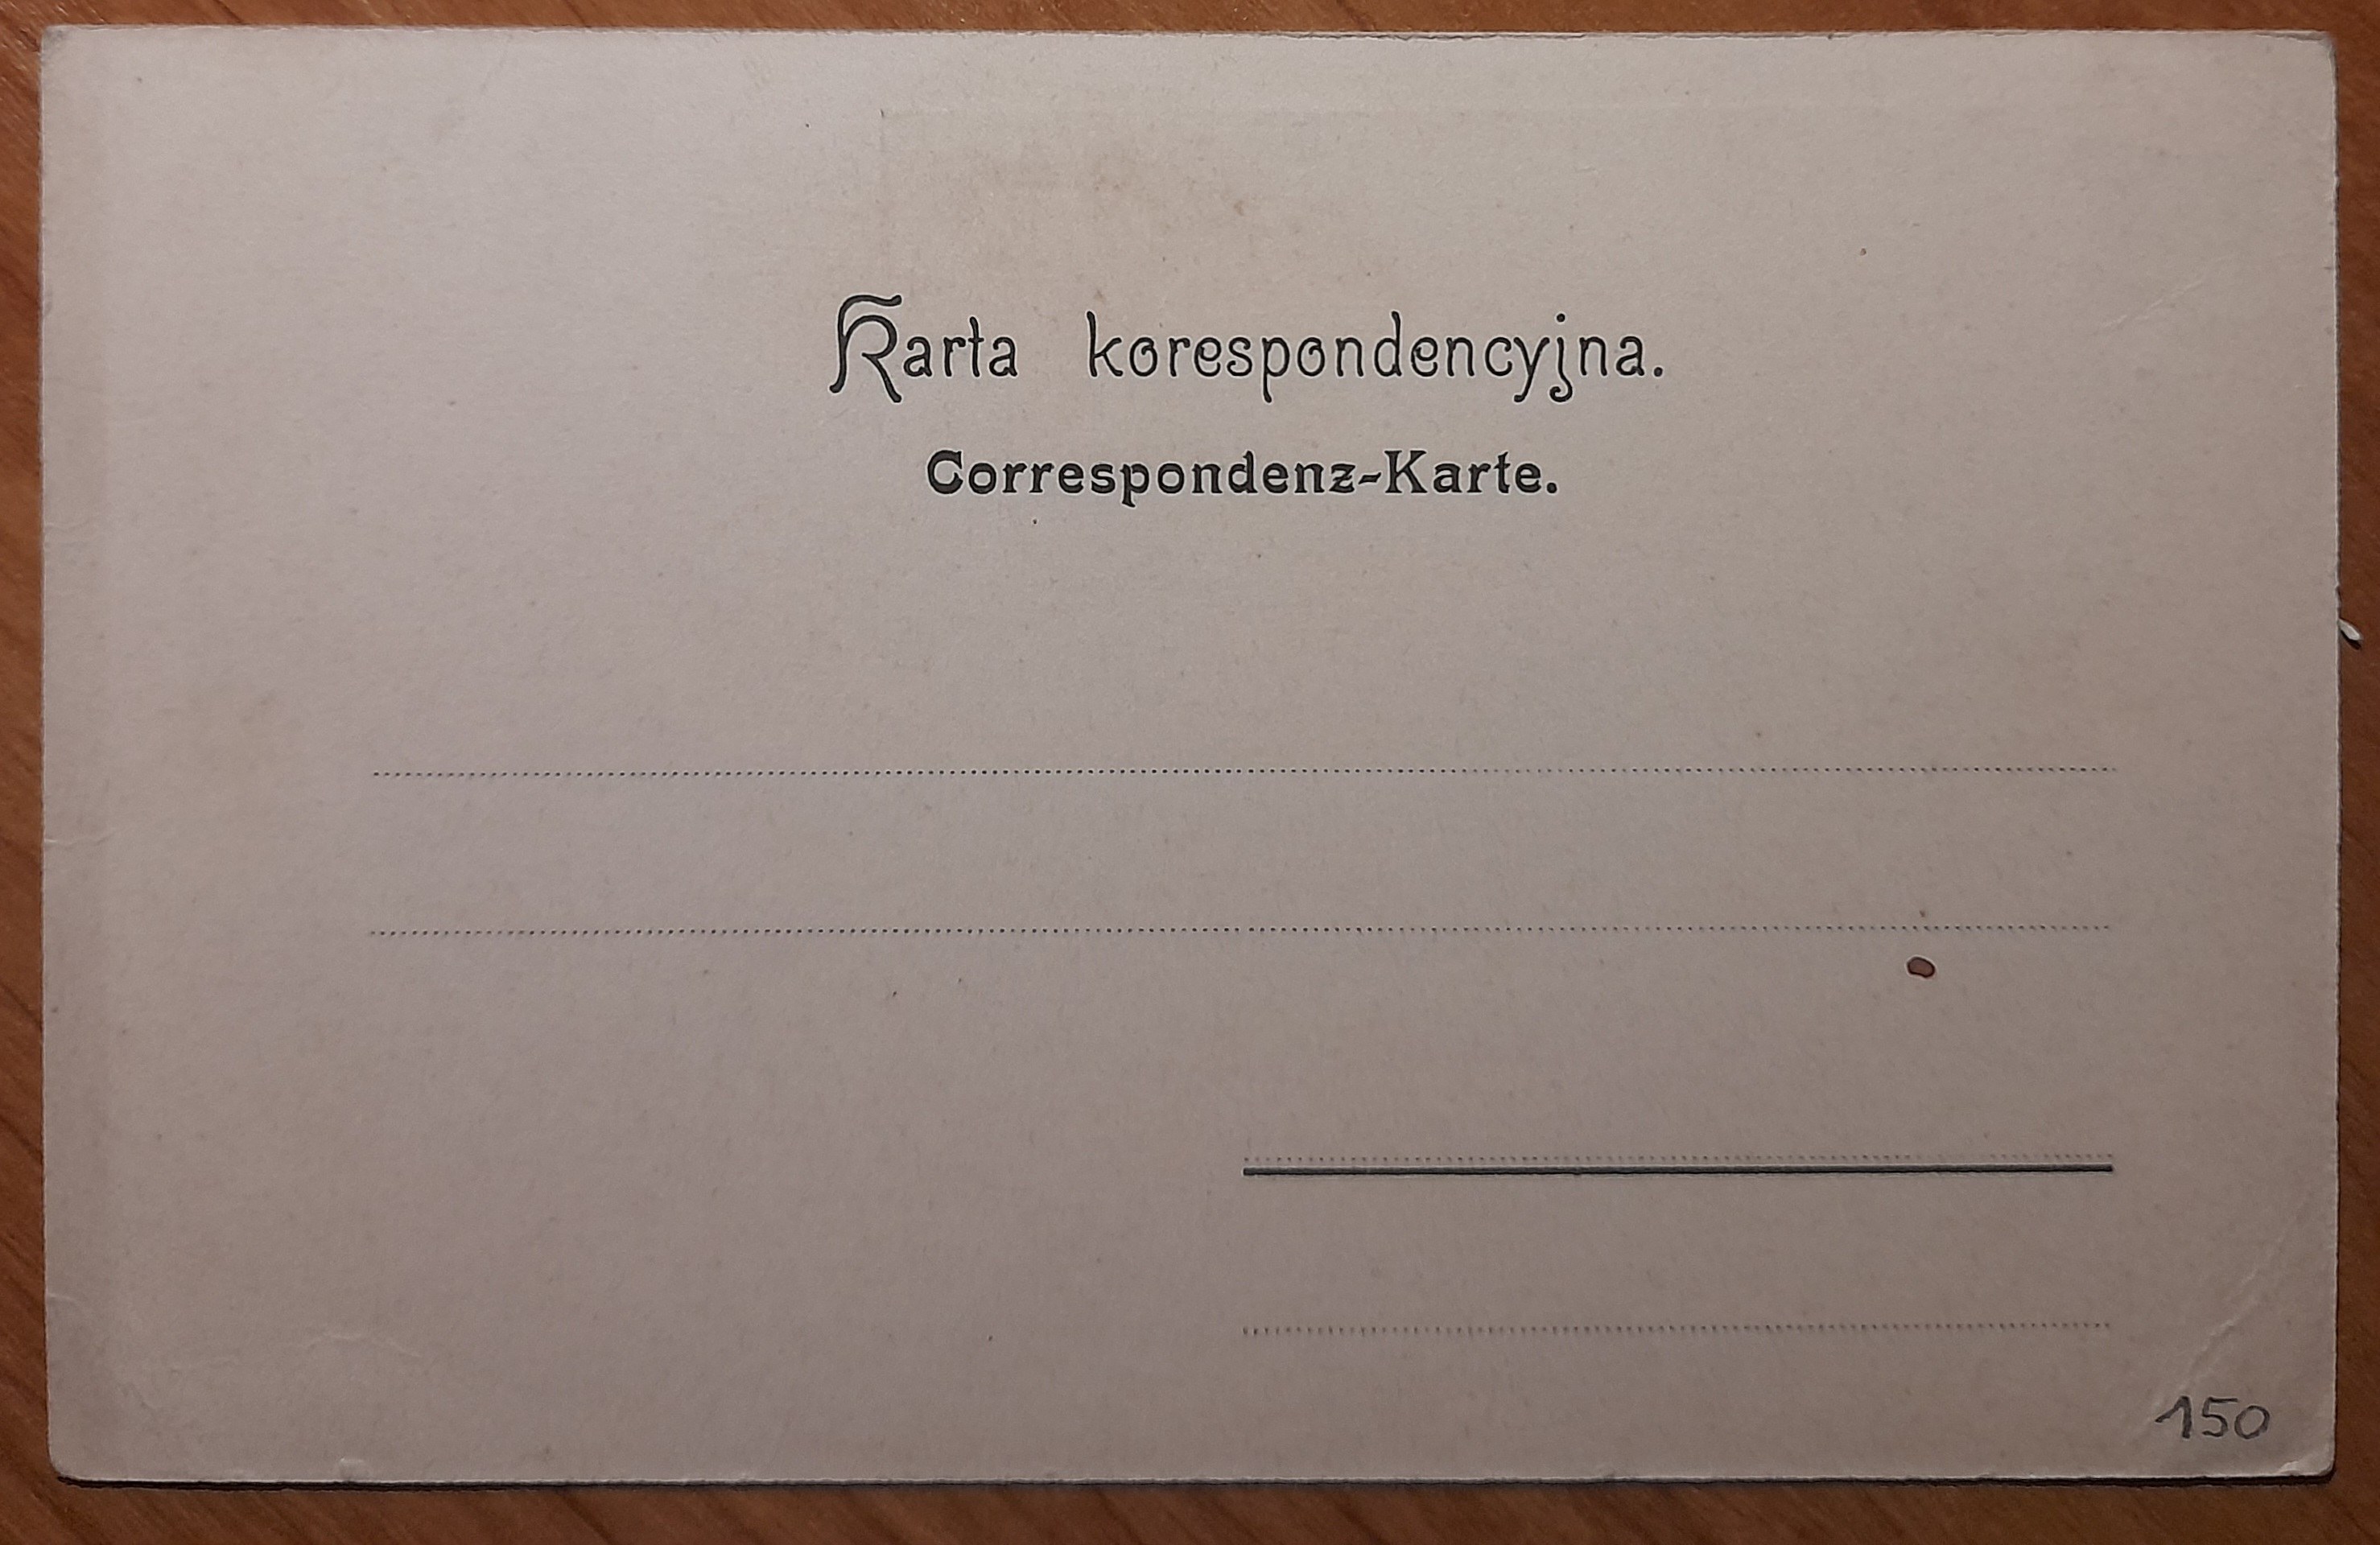 Karta korespondencyjna.
Correspondenz-Karte.
150